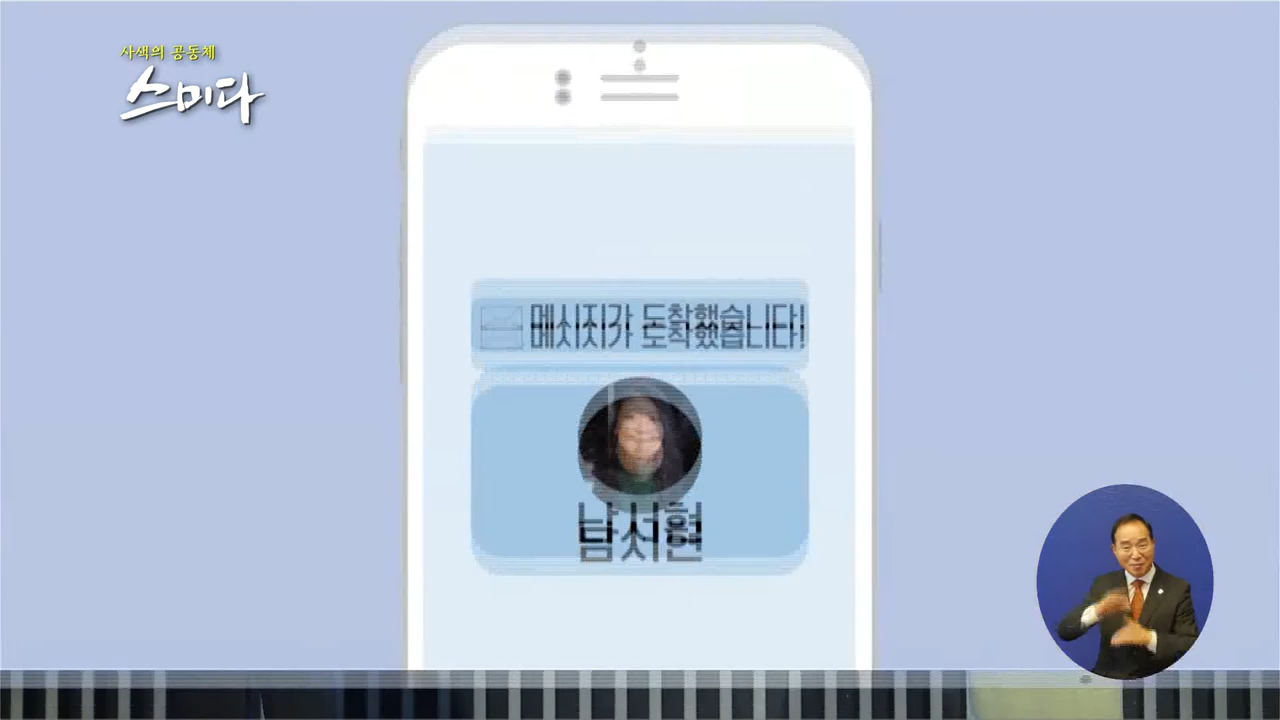 사색의 공동체
스미다
메시지가 도착했습니다!
남서현